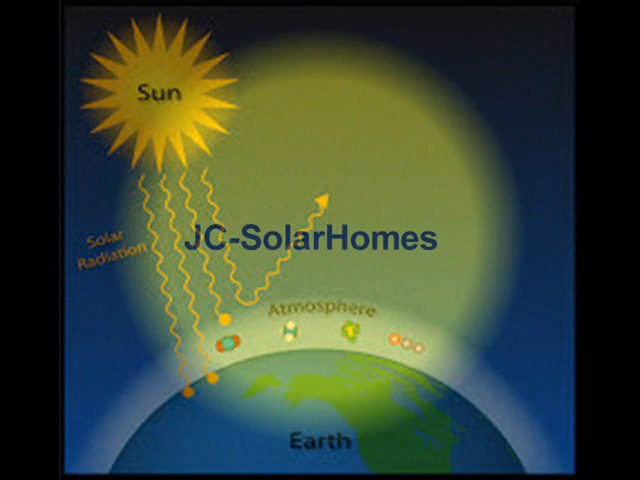 Sun
Solar
Radiation
JC-SolarHomes
Atmosphere
Earth